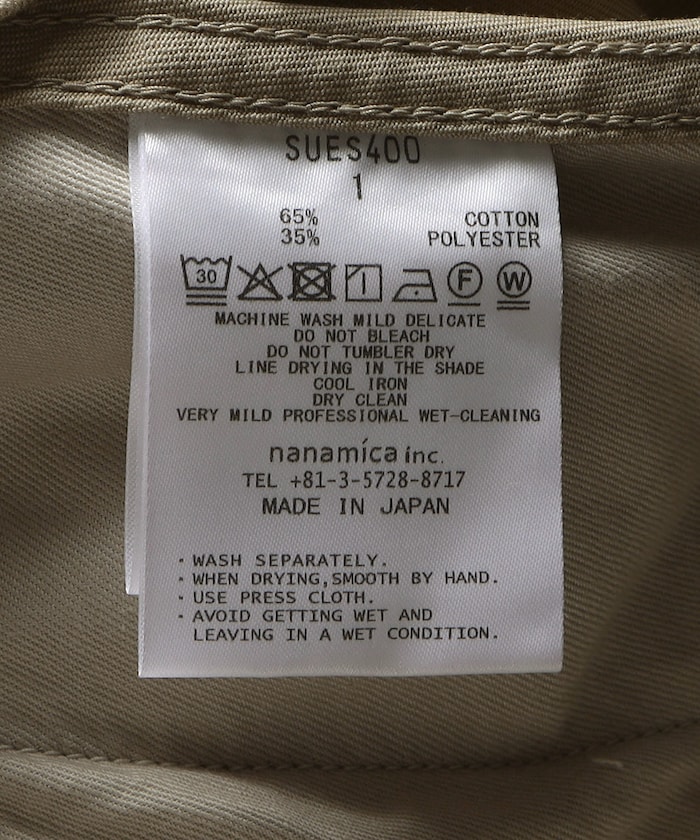 SUES400
1
65% COTTON
35% POLYESTER
30 F W
MACHINE WASH MILD DELICATE
DO NOT BLEACH
DO NOT TUMBLER DRY
LINE DRYING IN THE SHADE
COOL IRON
DRY CLEAN
VERY MILD PROFESSIONAL WET-CLEANING
nanamíca inc.
TEL +81-3-5728-8717
MADE IN JAPAN
・WASH SEPARATELY.
・WHEN DRYING,SMOOTH BY HAND.
・USE PRESS CLOTH.
・AVOID GETTING WET AND
LEAVING IN A WET CONDITION.